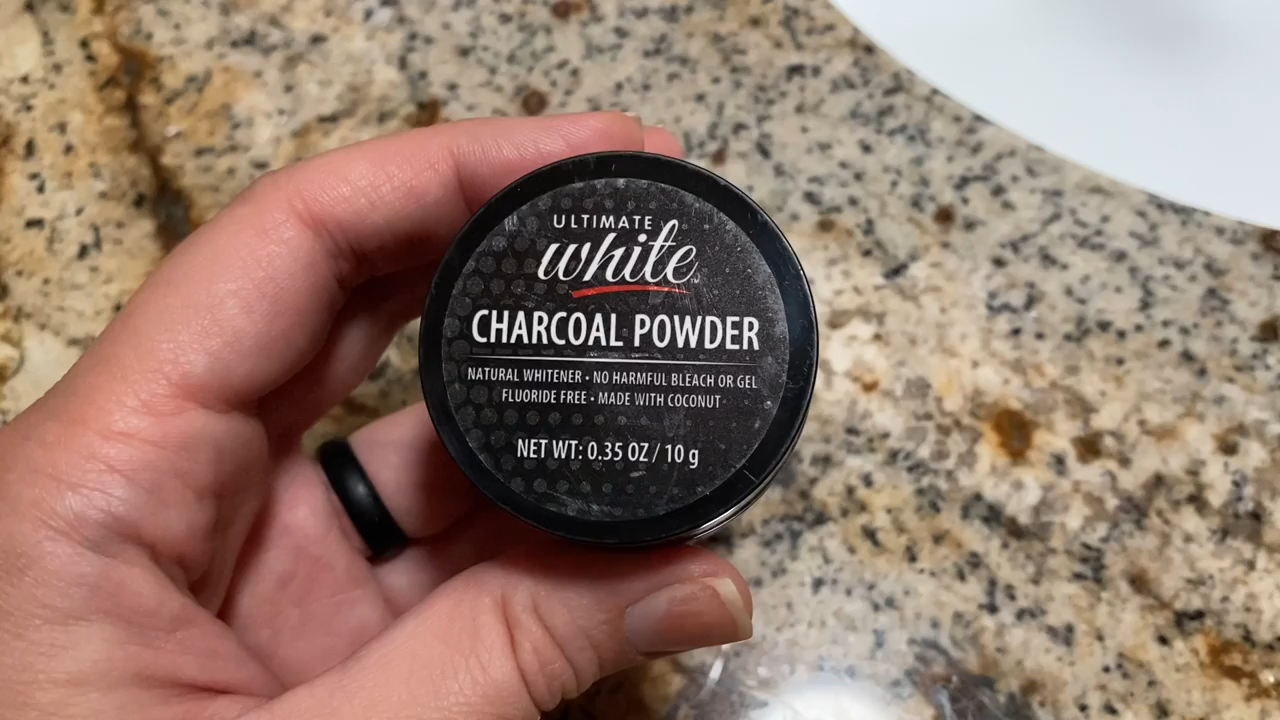 ULTIMATE
white
CHARCOAL POWDER
NATURAL WHITENER • NO HARMFUL BLEACH OR GEL
FLUORIDE FREE • MADE WITH COCONUT
NET WT: 0.35 OZ / 10 g